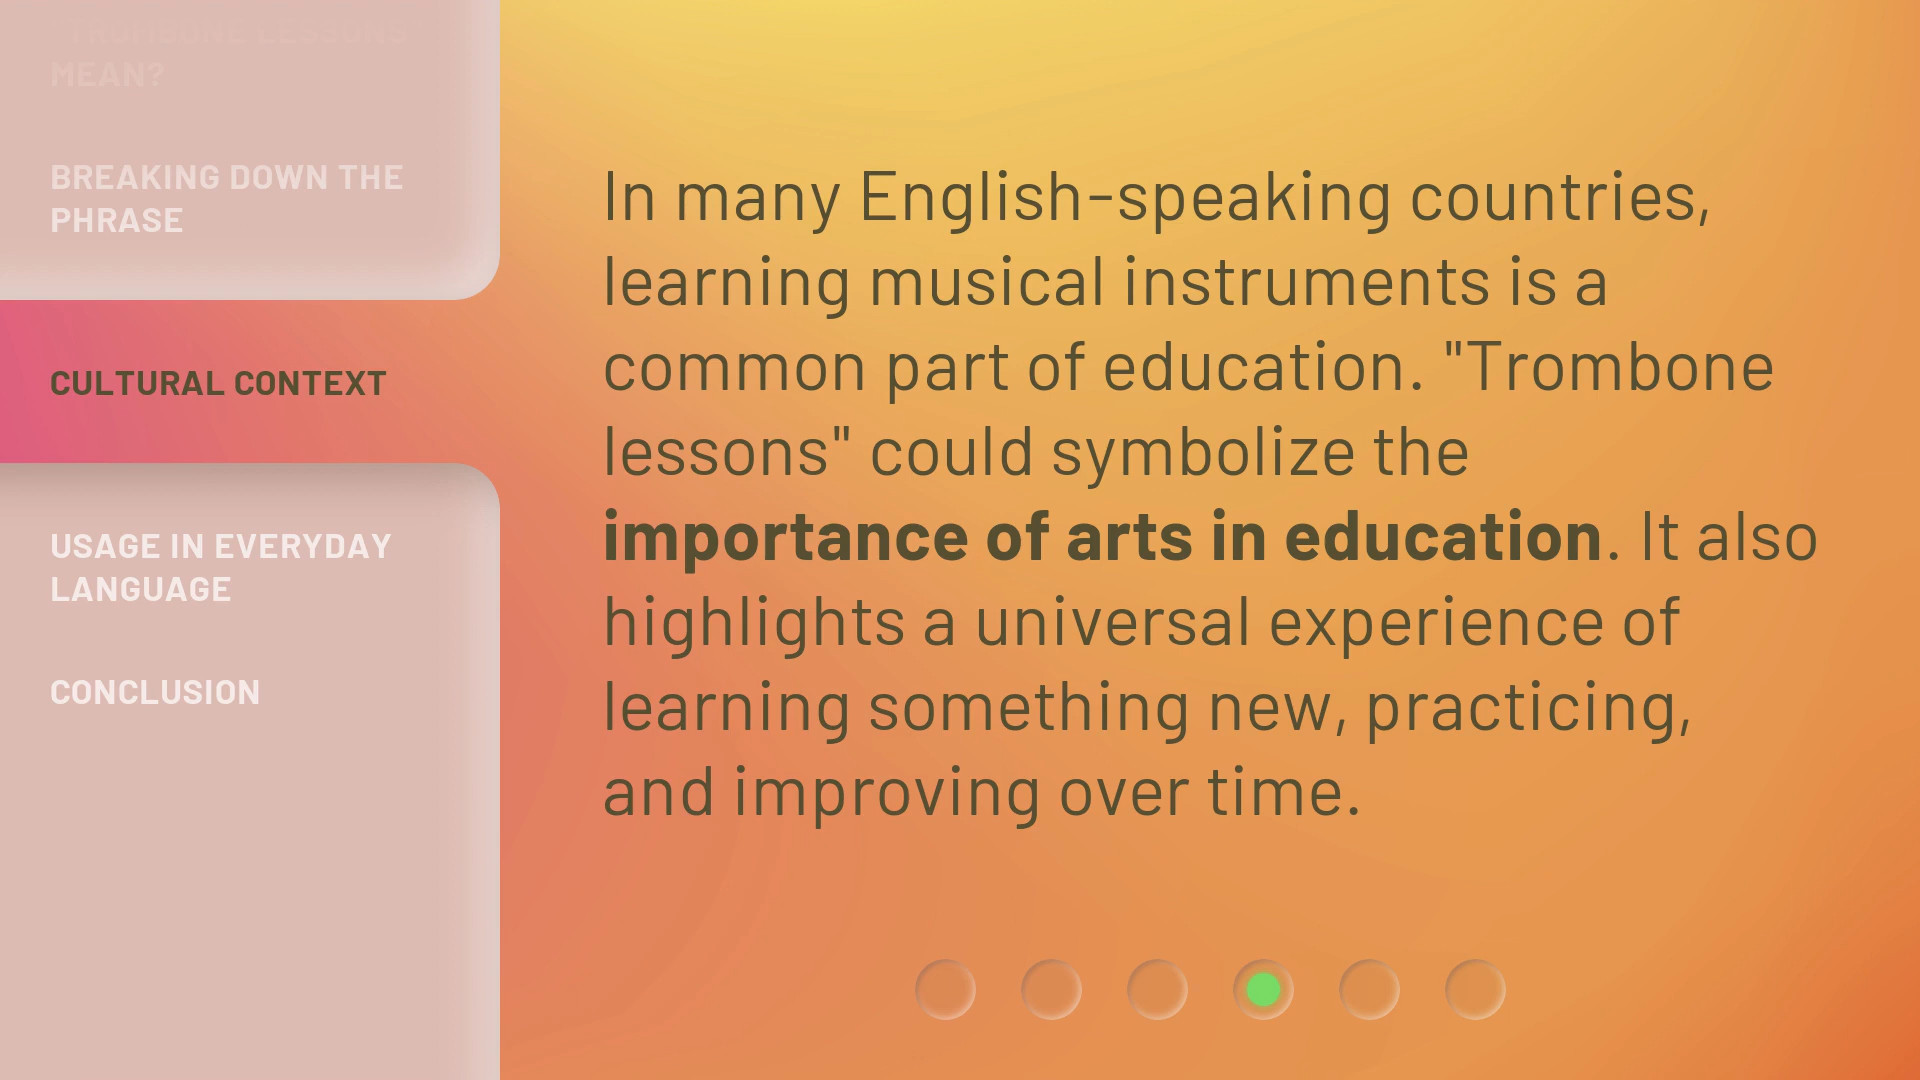 TROMBONE LESSONS
MEAN?
BREAKING DOWN THE
PHRASE
CULTURAL CONTEXT
USAGE IN EVERYDAY
LANGUAGE
CONCLUSION
In many English-speaking countries,
learning musical instruments is a
common part of education. "Trombone
lessons" could symbolize the
importance of arts in education. It also
highlights a universal experience of
learning something new, practicing,
and improving over time.